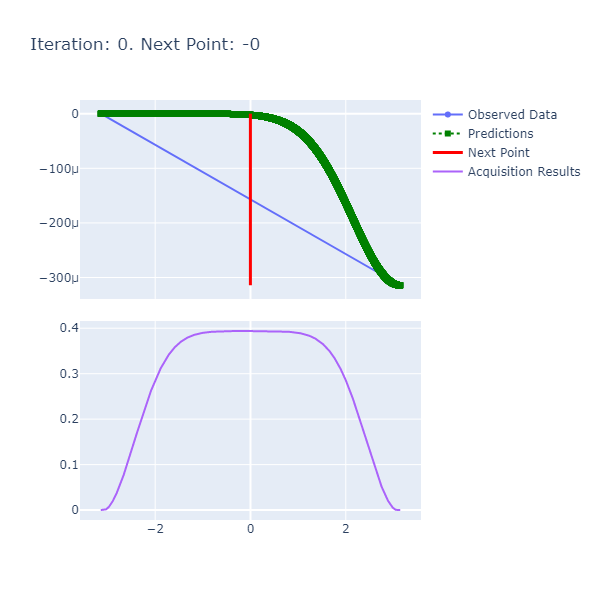 Iteration: 0. Next Point: -0
0
−100μ
−200μ
−300μ
Observed Data
Predictions
Next Point
Acquisition Results
0.4
0.3
0.2
0.1
0
−2
0
2